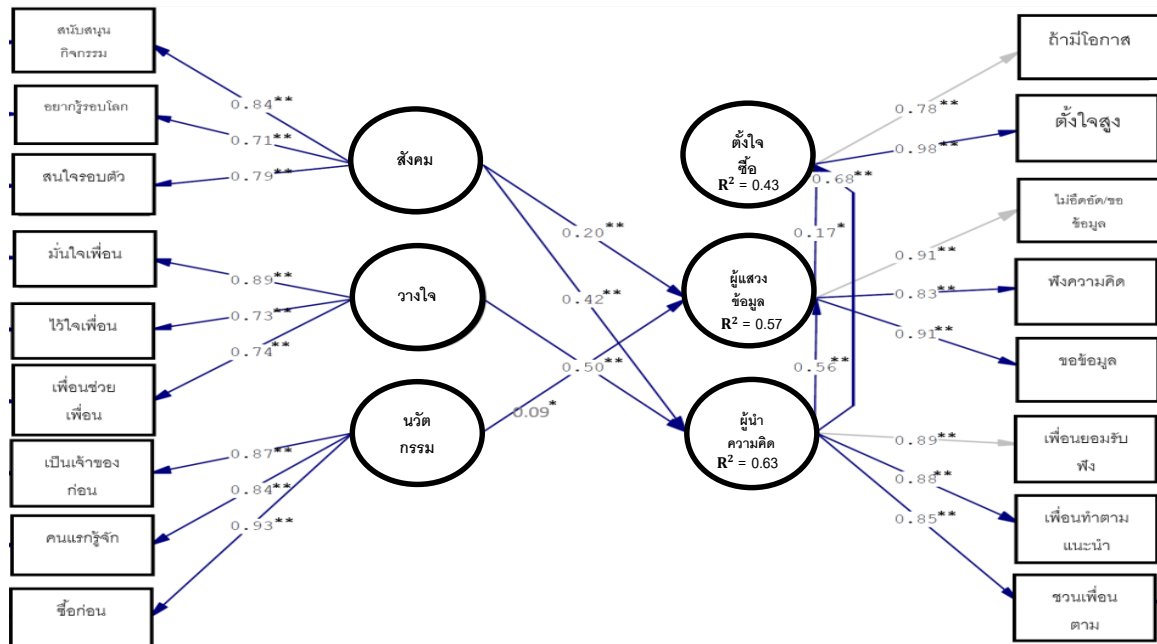 สนับสนุน
กิจกรรม
0.84**
อยากรู้รอบโลก
0.71**
สนใจรอบตัว
0.79**
มั่นใจเพื่อน
0.89**
ไว้ใจเพื่อน
0.73**
เพื่อนช่วย
เพื่อน
0.74**
เป็นเจ้าของ
ก่อน
0.87**
คนแรกรู้จัก
0.84**
ซื้อก่อน
0.93**
สังคม
วางใจ
นวัต
กรรม
0.20**
0.42**
0.50**
0.09*
ตั้งใจ
ซื้อ
R² = 0.43
0.68**
0.17*
ผู้แสวง
ข้อมูล
R² = 0.57
0.56**
ผู้นำ
ความคิด
R² = 0.63
ถ้ามีโอกาส
0.78**
ตั้งใจสูง
0.98**
ไม่อึดอัด/ขอ
ข้อมูล
0.91**
ฟังความคิด
0.83**
ขอข้อมูล
0.91**
เพื่อนยอมรับ
ฟัง
0.89**
เพื่อนทำตาม
แนะนำ
0.88**
ชวนเพื่อน
ตาม
0.85**